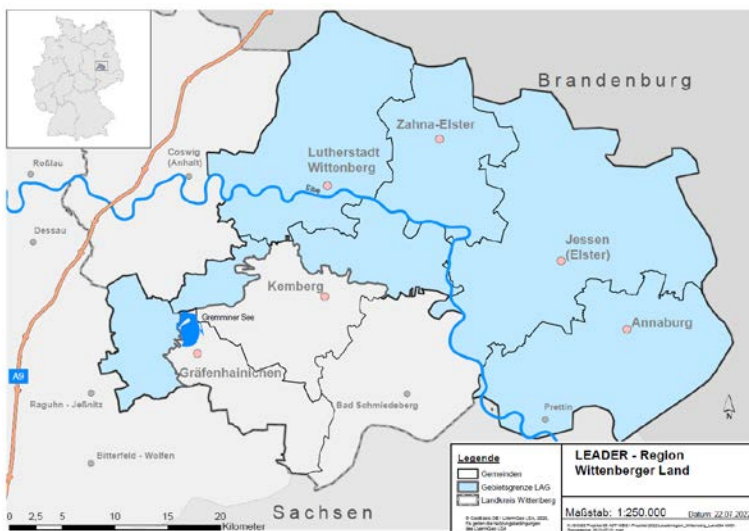 Brandenburg
Zahna-Elster
Coswig
(Anhalt)
Lutherstadt
Wittenberg
Roßlau
Elbe
Dessau
Jessen
(Elster)
Kemberg
Gremminer See
Annaburg
Gräfenhainichen
A9
Raguhn - Jeßnitz
Bad Schmiedeberg
Prettin
N
Bitterfeld - Wolfen
Legende
Gemeinden
Gebietsgrenze LAG
Landkreis Wittenberg
LEADER - Region
Wittenberger Land
Maßstab: 1:250.000
0 2,5 5 10 15 20
Kilometer
Sachsen